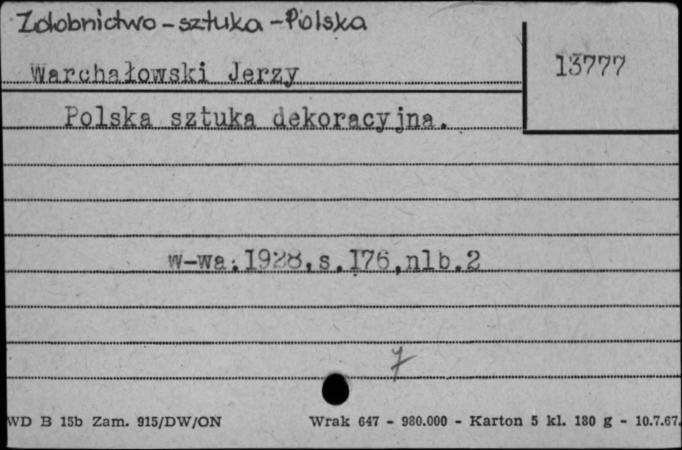 Zdobnictwo - sztuka - Polska
Warchałowski Jerzy
13777
Polska sztuka dekoracyjna.
W-wa.1928,s.176,nlb.2
7
WD B 15b Zam. 915/DW/ON
Wrak 647 - 980.000 - Karton 5 kl. 180 g - 10.7.67.